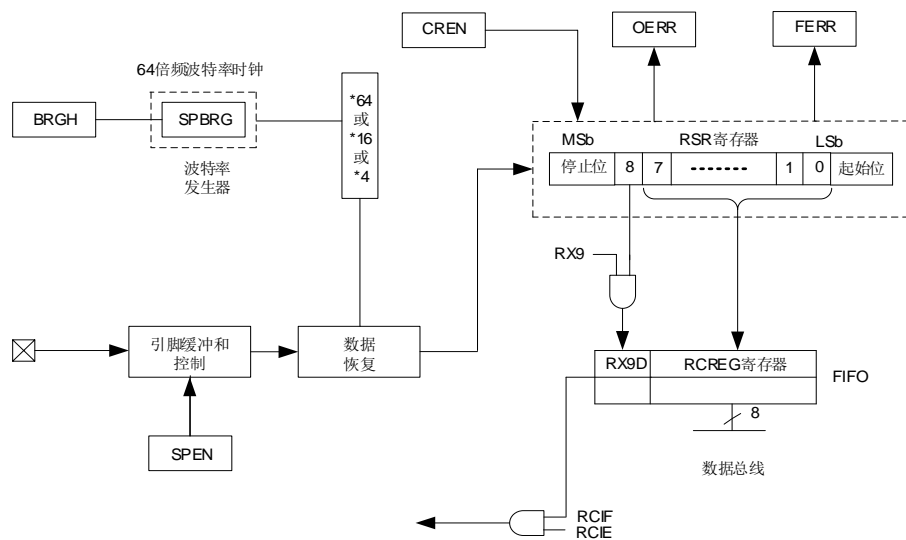 CREN
OERR
FERR
64倍频波特率时钟
BRGH
SPBRG
*64
或
*16
或
*4
波特率
发生器
MSb
RSR寄存器
LSb
停止位
8
7
1
0
起始位
RX9
引脚缓冲和
控制
数据
恢复
RX9D
RCREG寄存器
FIFO
8
SPEN
数据总线
RCIF
RCIE